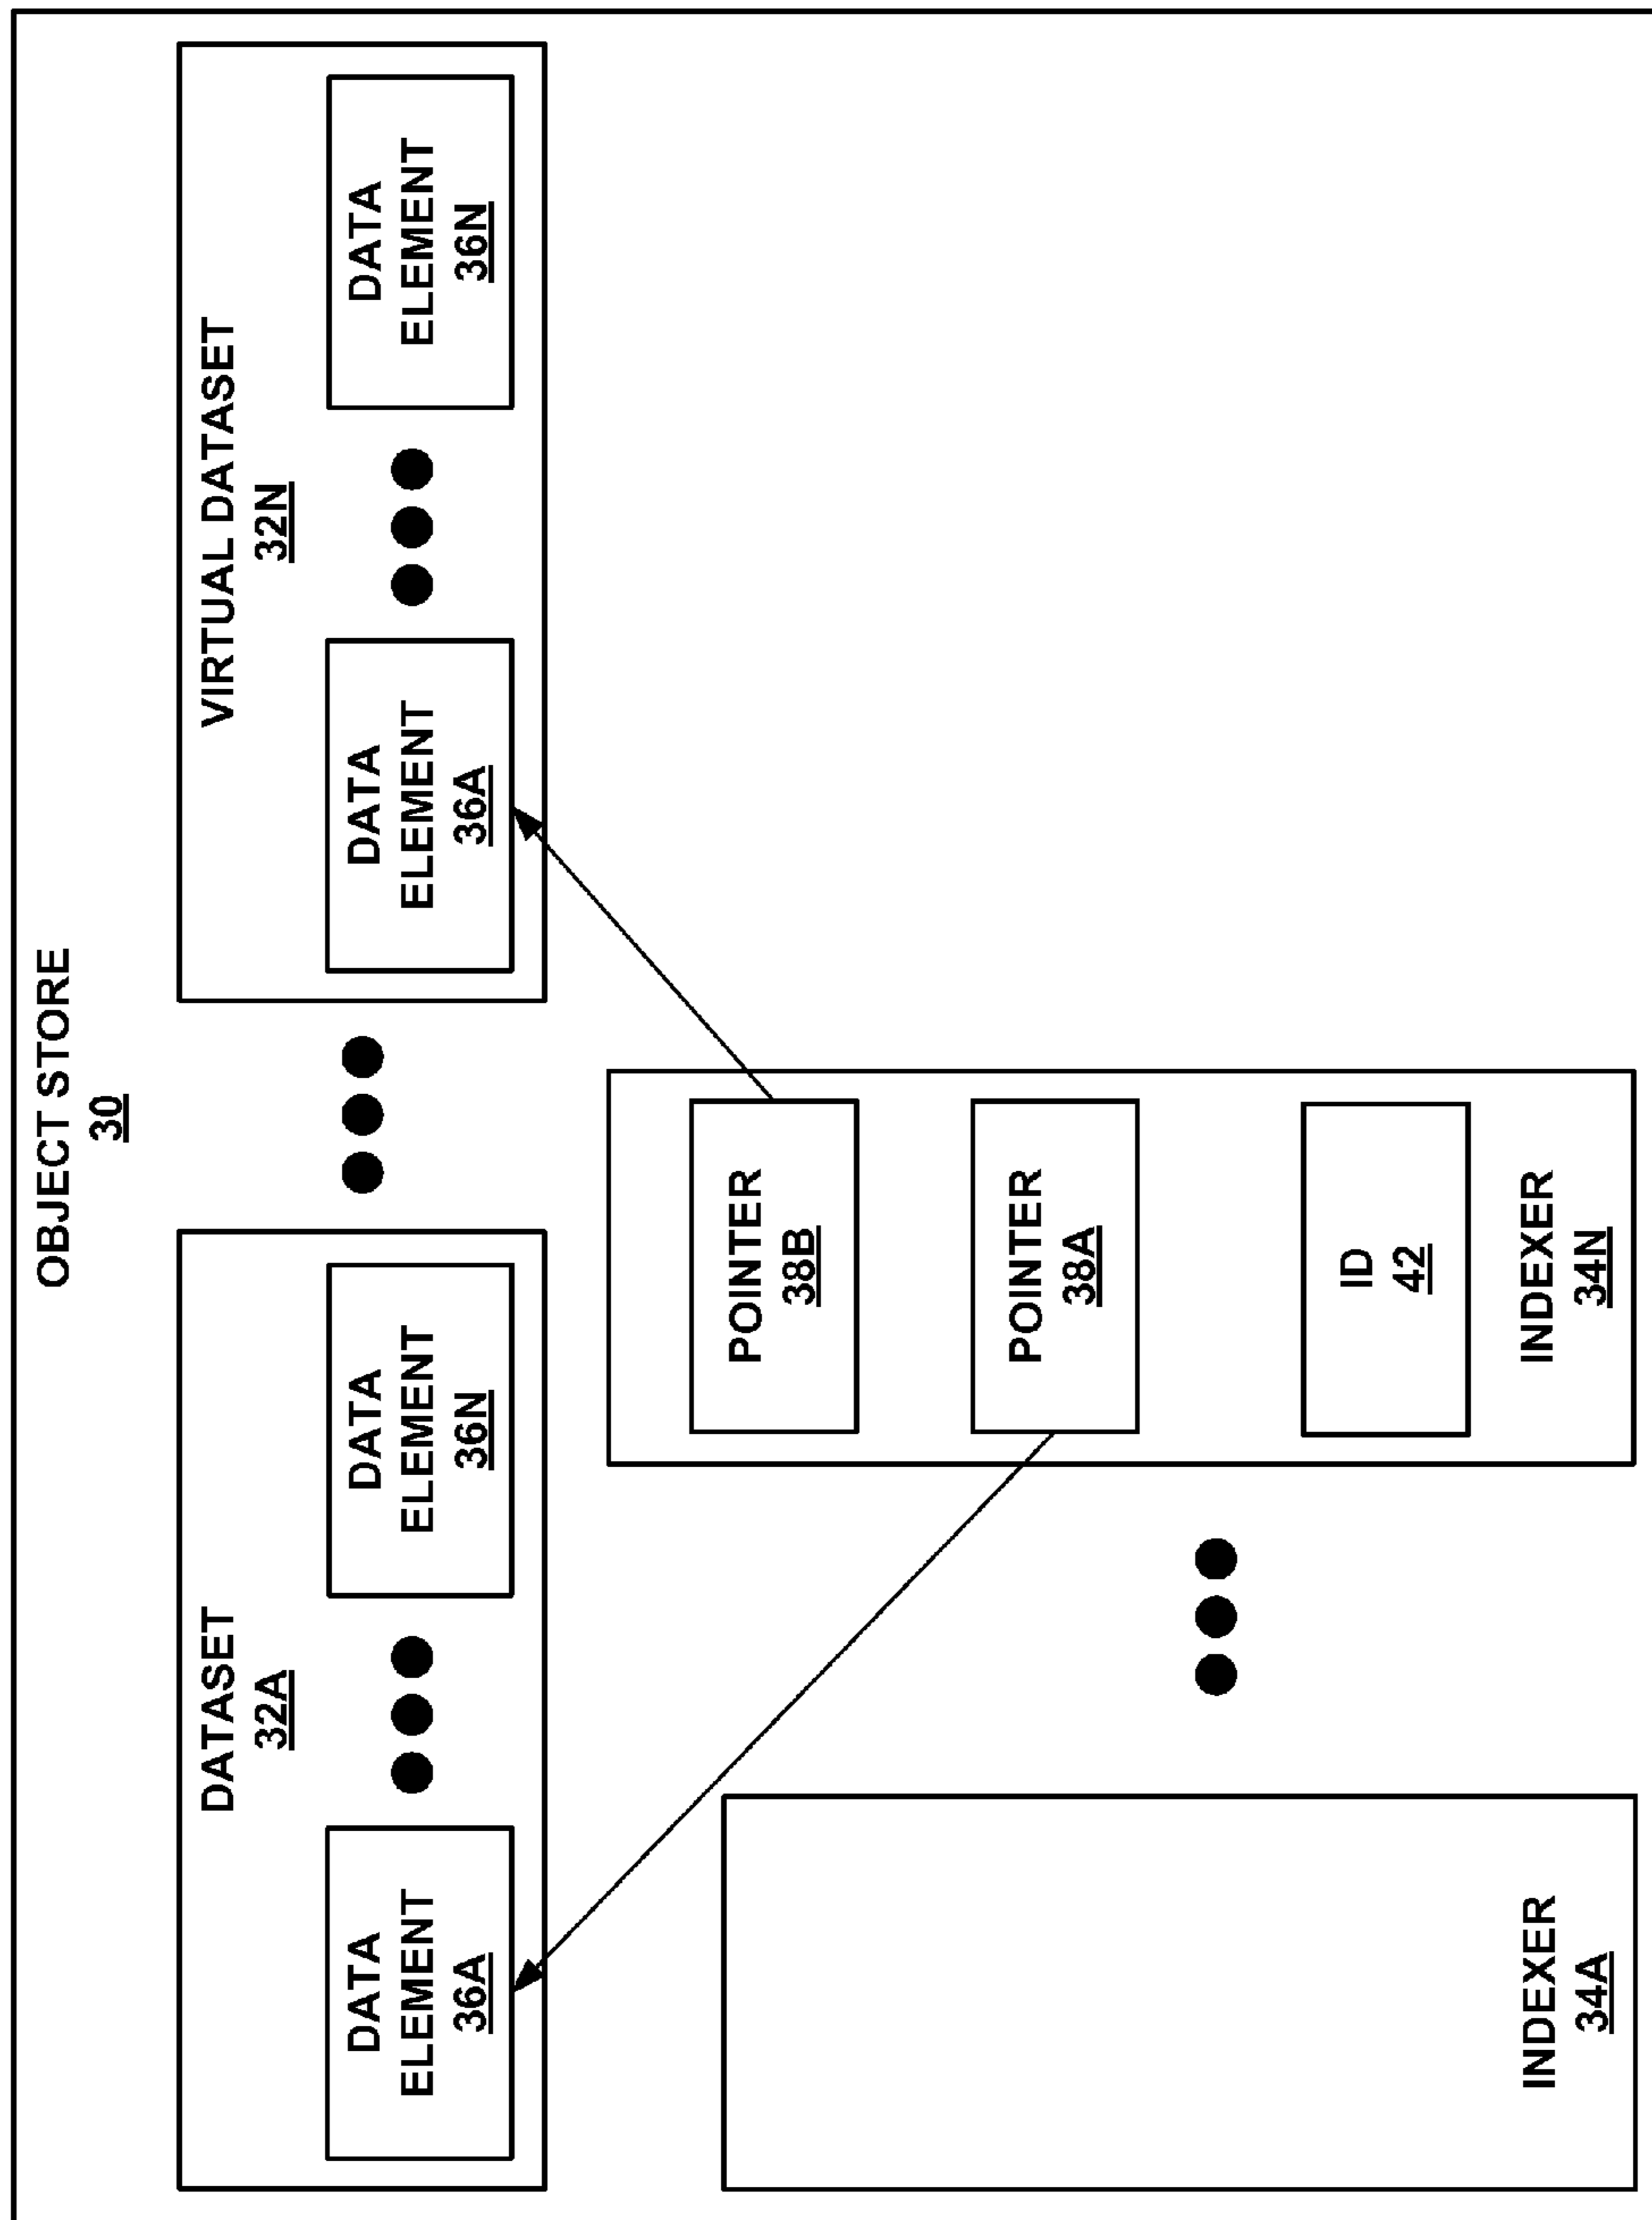 OBJECT STORE
30
DATASET
32A
DATA
ELEMENT
36A
DATA
ELEMENT
36N
VIRTUAL DATASET
32N
DATA
ELEMENT
36A
DATA
ELEMENT
36N
INDEXER
34A
POINTER
38B
POINTER
38A
ID
42
INDEXER
34N